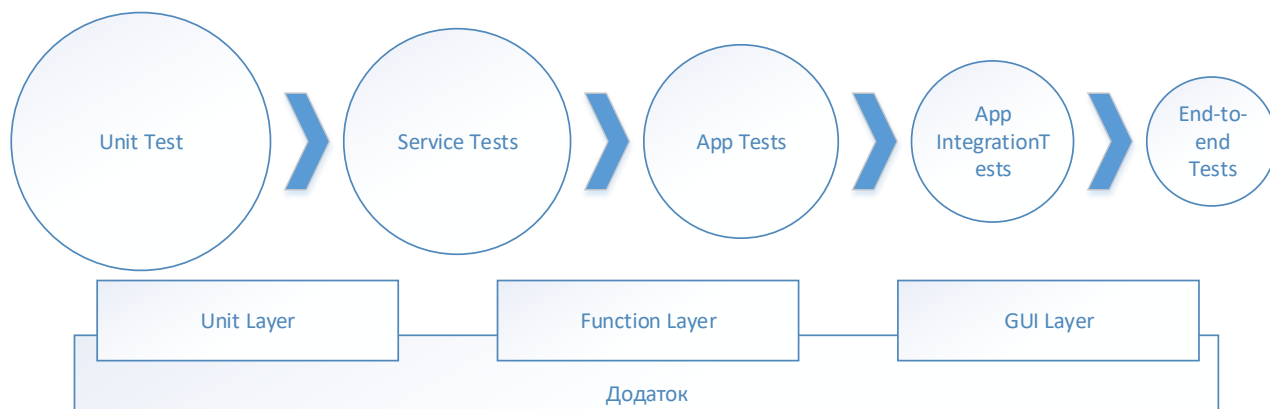 Unit Test
Service Tests
App Tests
App
IntegrationT
ests
End-to-
end
Tests
Unit Layer
Function Layer
GUI Layer
Додаток